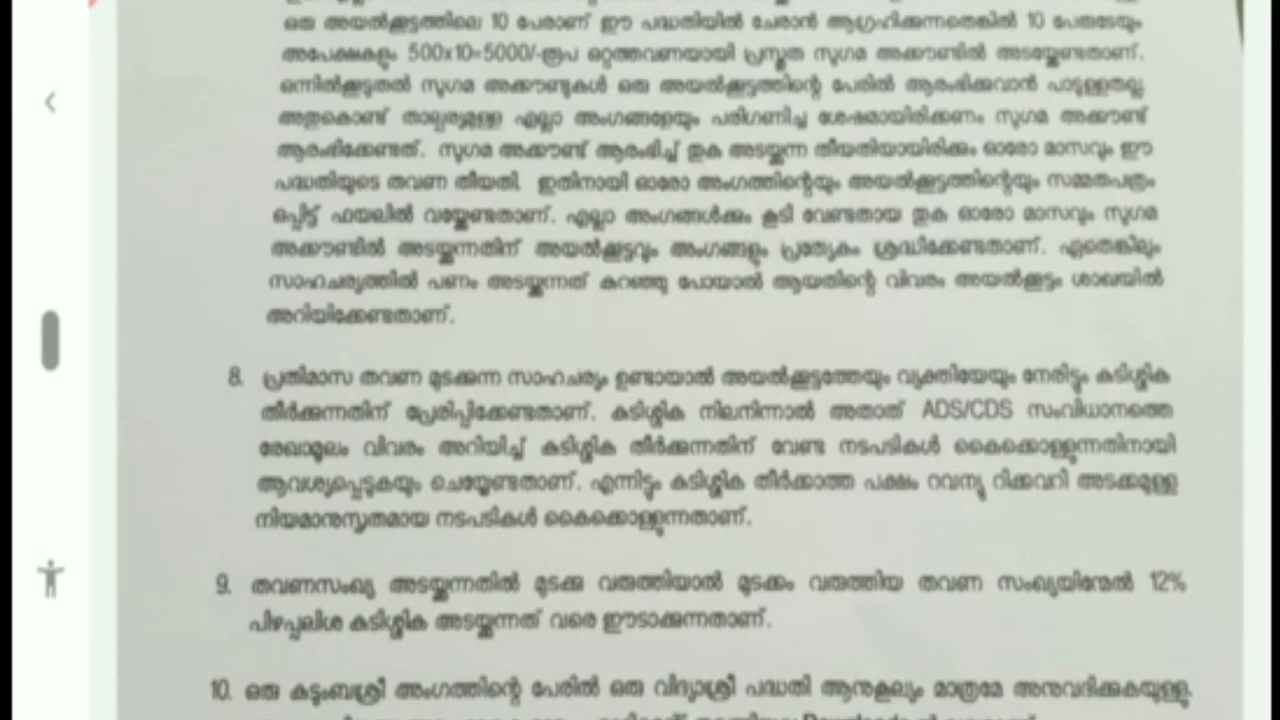 ഒരു അയൽക്കൂട്ടത്തിലെ 10 പേരാണ് ഈ പദ്ധതിയിൽ ചേരാൻ ആഗ്രഹിക്കുന്നതെങ്കിൽ 10 പേരുടേയും
അപേക്ഷകളും 500x10=5000/-രൂപ ഒറ്റത്തവണയായി പ്രസ്തുത സുഗമ അക്കൗണ്ടിൽ അടയ്ക്കേണ്ടതാണ്.
ഒന്നിൽക്കൂടുതൽ സുഗമ അക്കൗണ്ടുകൾ ഒരു അയൽക്കൂട്ടത്തിന്റെ പേരിൽ ആരംഭിക്കുവാൻ പാടുള്ളതല്ല.
അതുകൊണ്ട് താല്പര്യമുള്ള എല്ലാ അംഗങ്ങളേയും പരിഗണിച്ച ശേഷമായിരിക്കണം സുഗമ അക്കൗണ്ട്
ആരംഭിക്കേണ്ടത്. സുഗമ അക്കൗണ്ട് ആരംഭിച്ച് തുക അടയ്ക്കുന്ന തീയതിയായിരിക്കും ഓരോ മാസവും ഈ
പദ്ധതിയുടെ തവണ തീയതി. ഇതിനായി ഓരോ അംഗത്തിന്റെയും അയൽക്കൂട്ടത്തിന്റെയും സമ്മതപത്രം
ഒപ്പിട്ട് ഫയലിൽ വയ്ക്കേണ്ടതാണ്. എല്ലാ അംഗങ്ങൾക്കും കൂടി വേണ്ടതായ തുക ഓരോ മാസവും സുഗമ
അക്കൗണ്ടിൽ അടയ്ക്കുന്നതിന് അയൽക്കൂട്ടവും അംഗങ്ങളും പ്രത്യേകം ശ്രദ്ധിക്കേണ്ടതാണ്. ഏതെങ്കിലും
സാഹചര്യത്തിൽ പണം അടയ്ക്കുന്നത് കുറഞ്ഞു പോയാൽ ആയതിന്റെ വിവരം അയൽക്കൂട്ടം ശാഖയിൽ
അറിയിക്കേണ്ടതാണ്.
8. പ്രതിമാസ തവണ മുടക്കുന്ന സാഹചര്യം ഉണ്ടായാൽ അയൽക്കൂട്ടത്തേയും വ്യക്തിയേയും നേരിട്ടും കുടിശ്ശിക
തീർക്കുന്നതിന് പ്രേരിപ്പിക്കേണ്ടതാണ്. കുടിശ്ശിക നിലനിന്നാൽ അതാത് ADS/CDS സംവിധാനത്തെ
രേഖാമൂലം വിവരം അറിയിച്ച് കുടിശ്ശിക തീർക്കുന്നതിന് വേണ്ട നടപടികൾ കൈക്കൊള്ളുന്നതിനായി
ആവശ്യപ്പെടുകയും ചെയ്യേണ്ടതാണ്. എന്നിട്ടും കുടിശ്ശിക തീർക്കാത്ത പക്ഷം റവന്യൂ റിക്കവറി അടക്കമുള്ള
നിയമാനുസൃതമായ നടപടികൾ കൈക്കൊള്ളുന്നതാണ്.
9. തവണസംഖ്യ അടയ്ക്കുന്നതിൽ മുടക്കു വരുത്തിയാൽ മുടക്കം വരുത്തിയ തവണ സംഖ്യയിന്മേൽ 12%
പിഴപ്പലിശ കുടിശ്ശിക അടയ്ക്കുന്നത് വരെ ഈടാക്കുന്നതാണ്.
10. ഒരു കുടുംബശ്രീ അംഗത്തിന്റെ പേരിൽ ഒരു വിദ്യാശ്രീ പദ്ധതി ആനുകൂല്യം മാത്രമേ അനുവദിക്കുകയുള്ളു.